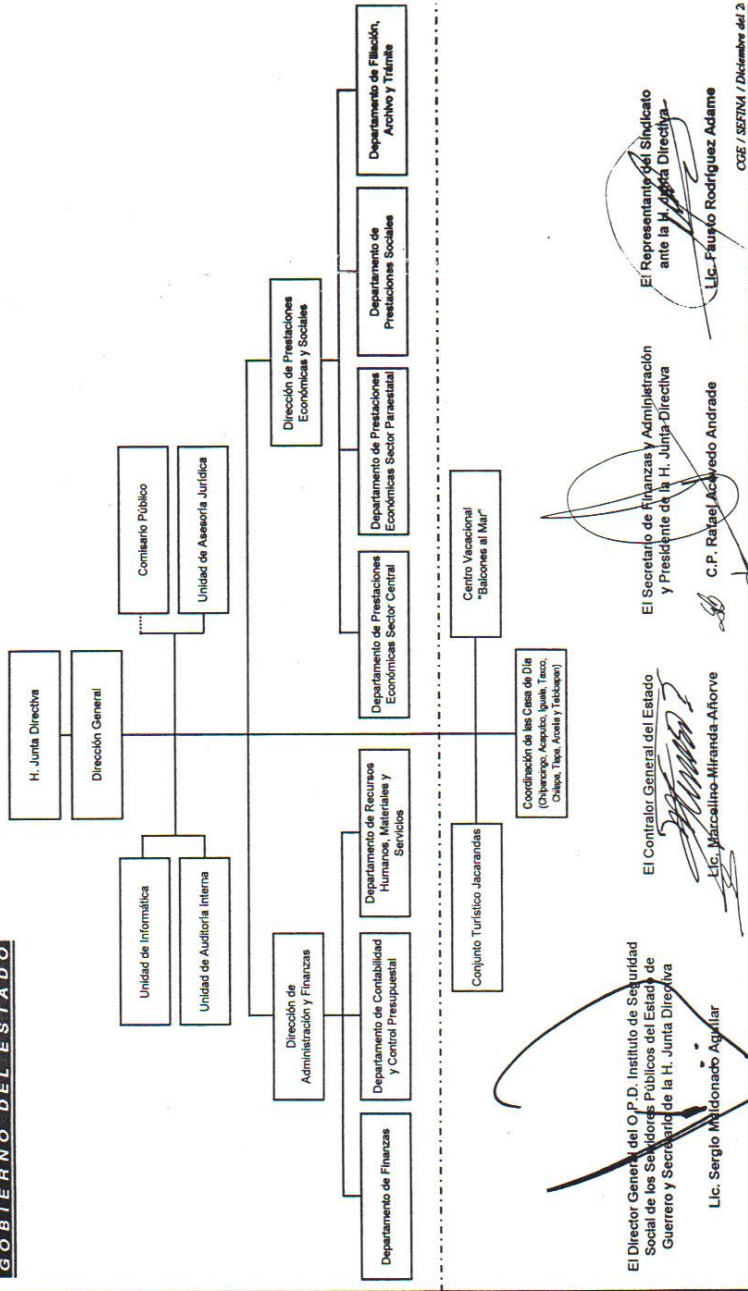 GOBIERNO DEL ESTADO
H. Junta Directiva
Dirección General
Unidad de Informática
Unidad de Auditoría Interna
Comisario Público
Unidad de Asesoría Jurídica
Dirección de
Administración y Finanzas
Dirección de Prestaciones
Económicas y Sociales
Departamento de Finanzas
Departamento de Contabilidad
y Control Presupuestal
Departamento de Recursos
Humanos, Materiales y
Servicios
Departamento de Prestaciones
Económicas Sector Central
Departamento de Prestaciones
Económicas Sector Paraestatal
Departamento de
Prestaciones Sociales
Departamento de Filiación,
Archivo y Trámite
Conjunto Turístico Jacarandas
Centro Vacacional
"Balcones al Mar"
Coordinación de las Casa de Día
(Chilpancingo, Acapulco, Iguala, Taxco,
Chilapa, Tlapa, Arcelia y Teloloapan)
El Director General del O.P.D. Instituto de Seguridad
Social de los Servidores Públicos del Estado de
Guerrero y Secretario de la H. Junta Directiva
Lic. Sergio Maldonado Aguilar
El Contralor General del Estado
Lic. Marcelino Miranda Añorve
El Secretario de Finanzas y Administración
y Presidente de la H. Junta Directiva
C.P. Rafael Acevedo Andrade
El Representante del Sindicato
ante la H. Junta Directiva
Lic. Fausto Rodríguez Adame
CGE / SEFINA / Diciembre del 2